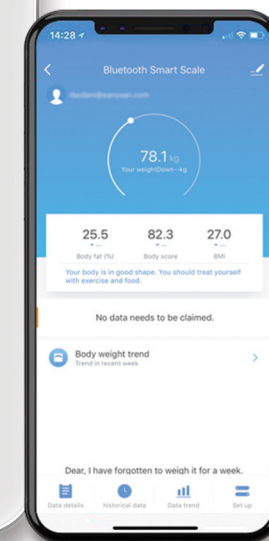 14:28
Bluetooth Smart Scale
78.1 kg
Your weightDown--kg
25.5 82.3 27.0
-- -- --
Body fat (%) Body score BMI
Your body is in good shape. You should treat yourself
with exercise and food.
No data needs to be claimed.
Body weight trend
Trend in recent week
Dear, I have forgotten to weigh it for a week.
Data details historical data Data trend Set up